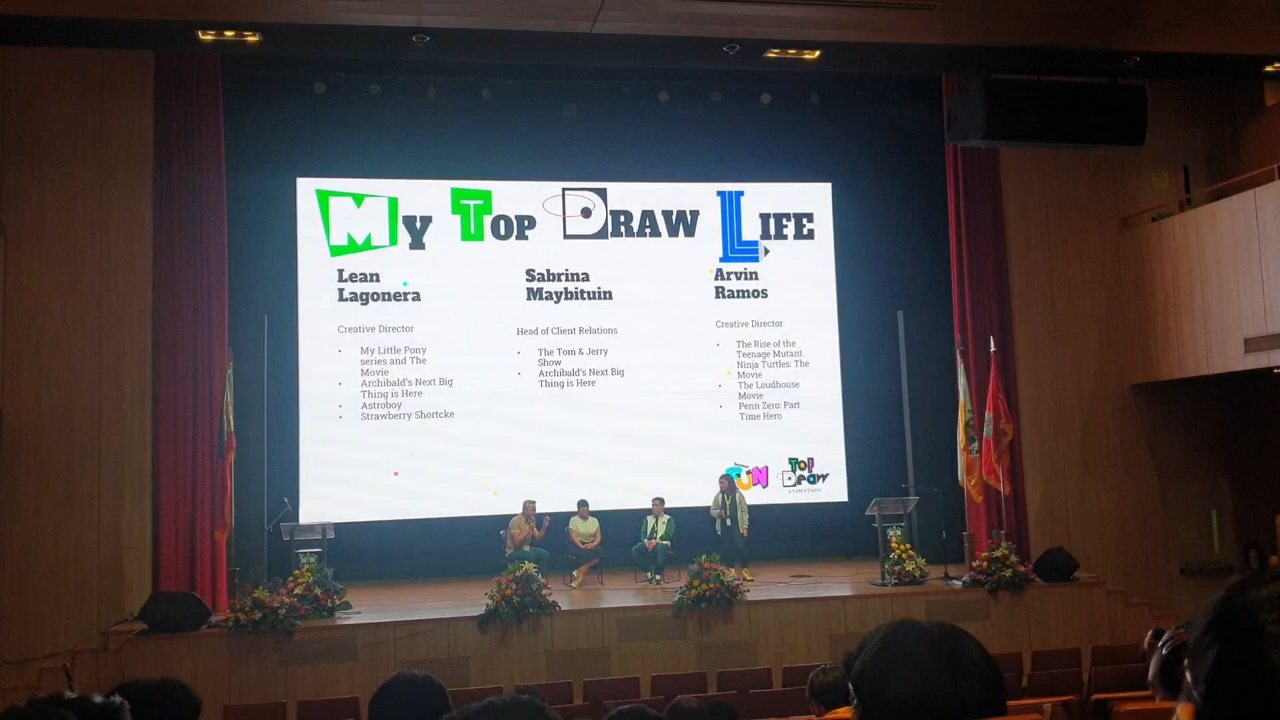 MY TOP DRAW LIFE
Lean
Lagonera
Creative Director
• My Little Pony
series and The
Movie
• Archibald's Next Big
Thing is Here
• Astroboy
• Strawberry Shortcke
Sabrina
Maybituin
Head of Client Relations
• The Tom & Jerry
Show
• Archibald's Next Big
Thing is Here
Arvin
Ramos
Creative Director
• The Rise of the
Teenage Mutant
Ninja Turtles: The
Movie
• The Loudhouse
Movie
• Penn Zero: Part
Time Hero
FUN
TOP
DRAW
ANIMATION